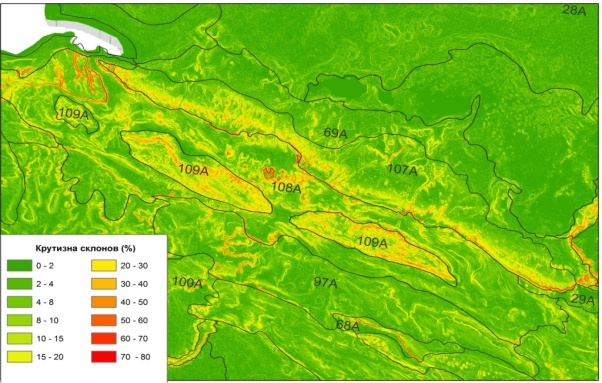 28A
109A
69A
109A
107A
108A
109A
100A
97A
29A
68A
Крутизна склонов (%)
0 - 2
2 - 4
4 - 8
8 - 10
10 - 15
15 - 20
20 - 30
30 - 40
40 - 50
50 - 60
60 - 70
70 - 80